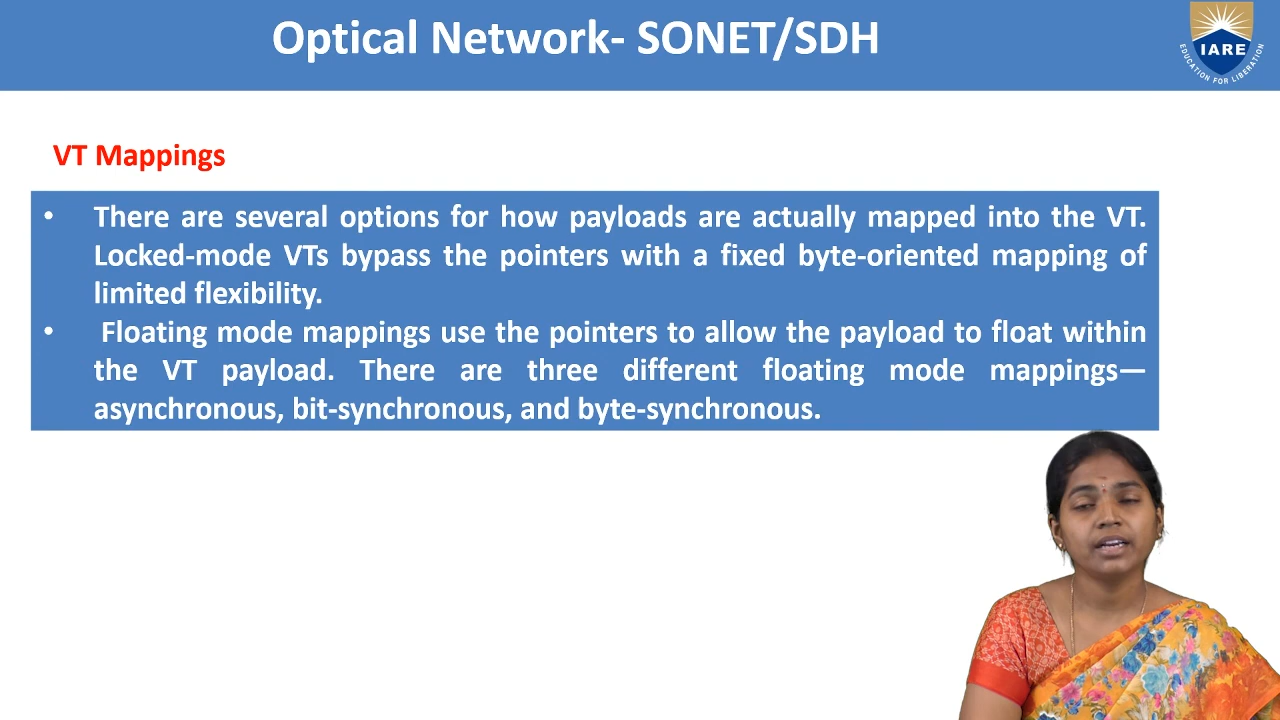 Optical Network- SONET/SDH
IARE
EDUCATION FOR LIBERATION
VT Mappings
• There are several options for how payloads are actually mapped into the VT.
Locked-mode VTs bypass the pointers with a fixed byte-oriented mapping of
limited flexibility.
• Floating mode mappings use the pointers to allow the payload to float within
the VT payload. There are three different floating mode mappings—
asynchronous, bit-synchronous, and byte-synchronous.